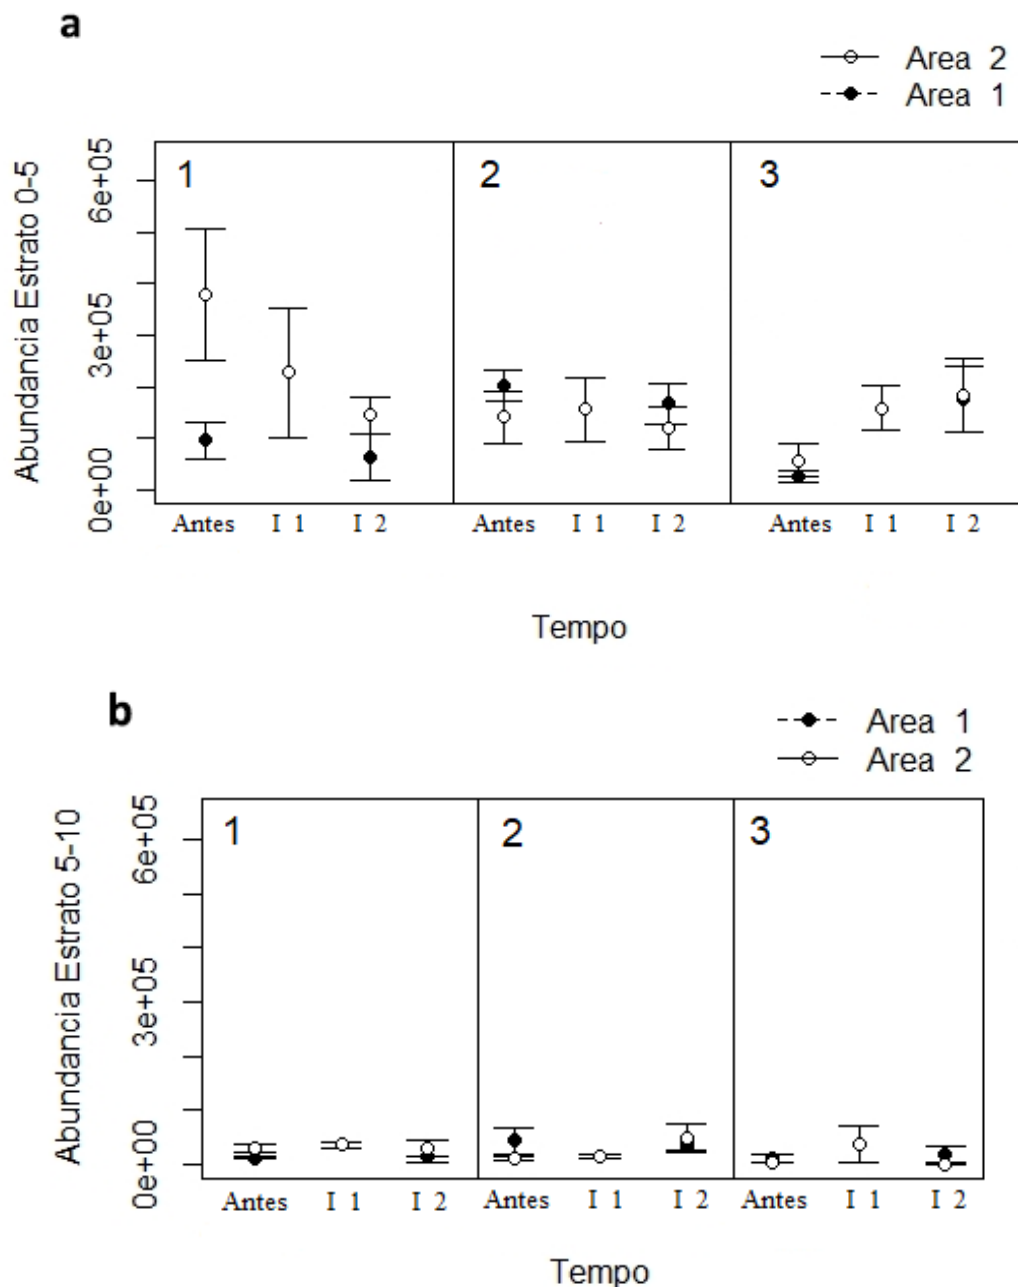 a
Area 2
Area 1
Abundancia Estrato 0-5
6e+05
3e+05
0e+00
1
2
3
Antes I 1 I 2 Antes I 1 I 2 Antes I 1 I 2
Tempo
b
Area 1
Area 2
Abundancia Estrato 5-10
6e+05
3e+05
0e+00
1
2
3
Antes I 1 I 2 Antes I 1 I 2 Antes I 1 I 2
Tempo